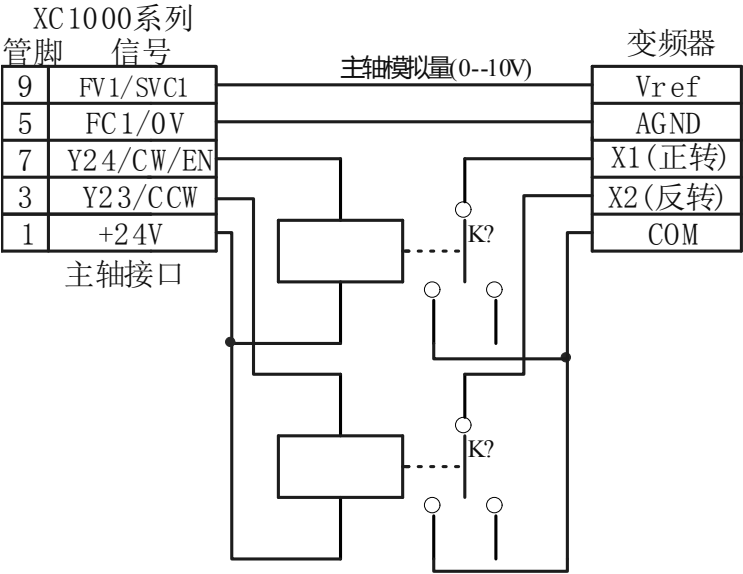 XC1000系列
管脚 信号
主轴模拟量(0--10V)
变频器
9 FV1/SVC1
Vref
5 FC1/0V
AGND
7 Y24/CW/EN
X1(正转)
3 Y23/CCW
X2(反转)
1 +24V
COM
主轴接口
K?
K?